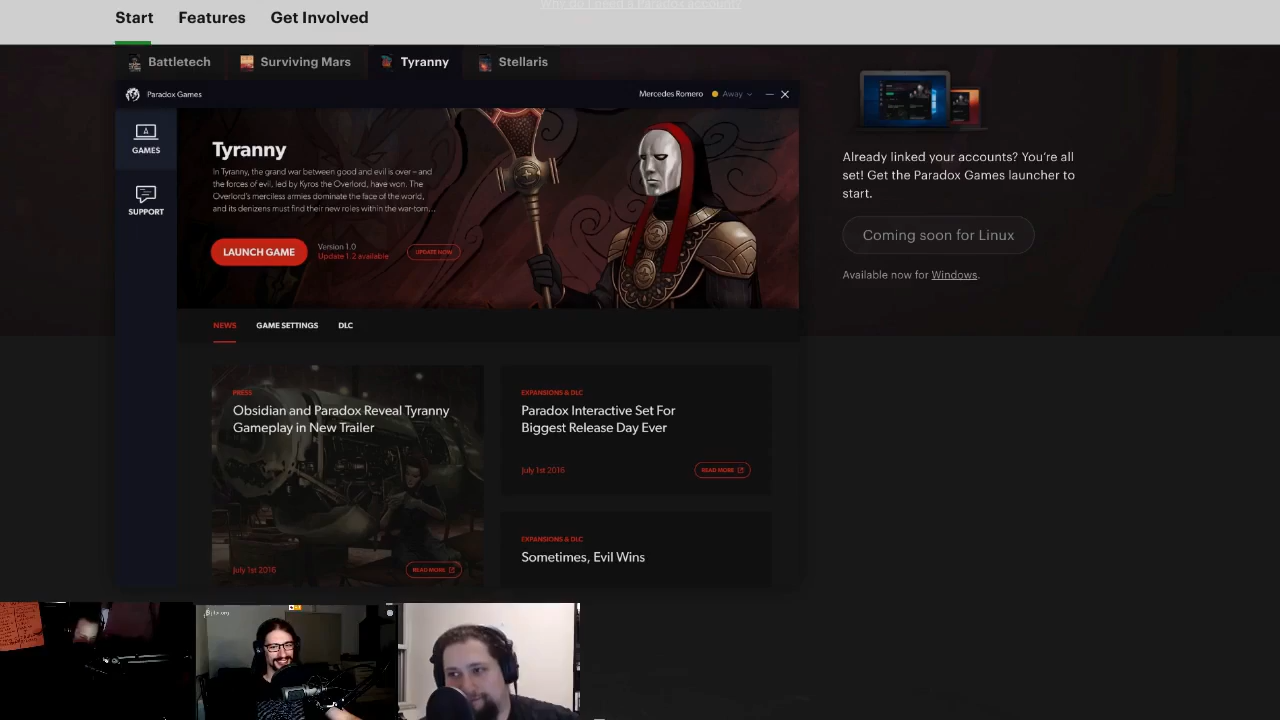 Why do I need a Paradox account?
Start Features Get Involved
Battletech Surviving Mars Tyranny Stellaris
Paradox Games
Mercedes Romero Away
GAMES
SUPPORT
Tyranny
In Tyranny, the grand war between good and evil is over – and
the forces of evil, led by Kyros the Overlord, have won. The
Overlord's merciless armies dominate the face of the world,
and its denizens must find their new roles within the war-torn...
LAUNCH GAME
Version 1.0
Update 1.2 available
UPDATE NOW
NEWS GAME SETTINGS DLC
PRESS
Obsidian and Paradox Reveal Tyranny
Gameplay in New Trailer
July 1st 2016
READ MORE
EXPANSIONS & DLC
Paradox Interactive Set For
Biggest Release Day Ever
July 1st 2016
READ MORE
EXPANSIONS & DLC
Sometimes, Evil Wins
Already linked your accounts? You're all
set! Get the Paradox Games launcher to
start.
Coming soon for Linux
Available now for Windows.